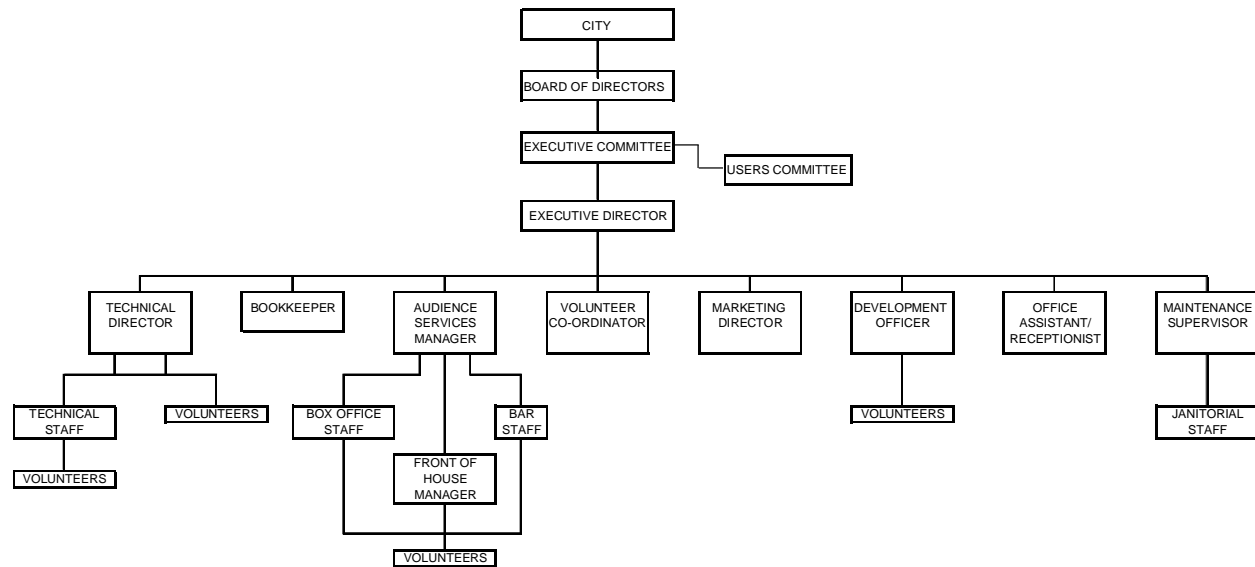 CITY
BOARD OF DIRECTORS
EXECUTIVE COMMITTEE
USERS COMMITTEE
EXECUTIVE DIRECTOR
TECHNICAL
DIRECTOR
BOOKKEEPER
AUDIENCE
SERVICES
MANAGER
VOLUNTEER
CO-ORDINATOR
MARKETING
DIRECTOR
DEVELOPMENT
OFFICER
OFFICE
ASSISTANT/
RECEPTIONIST
MAINTENANCE
SUPERVISOR
TECHNICAL
STAFF
VOLUNTEERS
BOX OFFICE
STAFF
BAR
STAFF
VOLUNTEERS
JANITORIAL
STAFF
VOLUNTEERS
FRONT OF
HOUSE
MANAGER
VOLUNTEERS